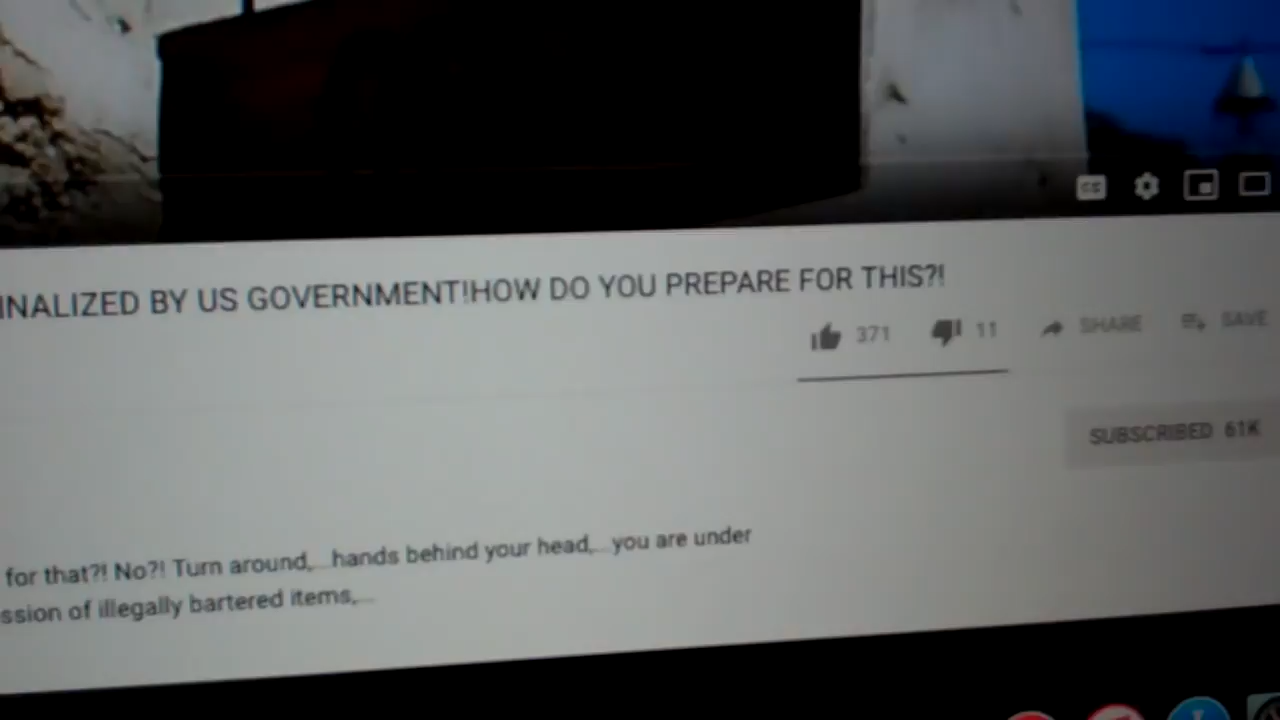 CC
INALIZED BY US GOVERNMENT!HOW DO YOU PREPARE FOR THIS?!
371 11 SHARE SAVE
SUBSCRIBED 61K
for that?! No?! Turn around,... hands behind your head,... you are under
ssion of illegally bartered items,...